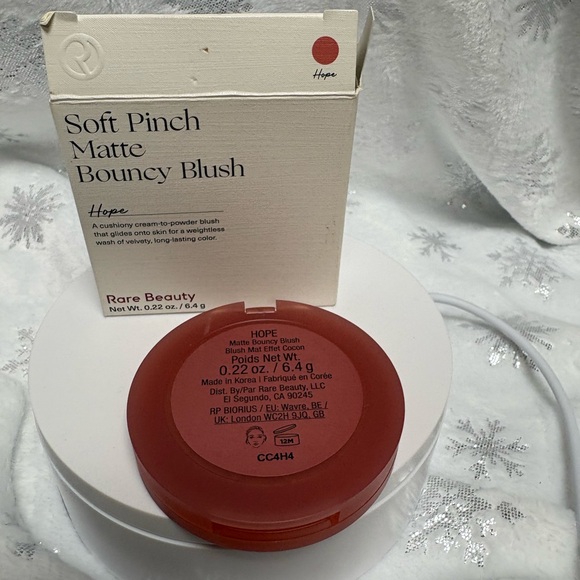 R
Hope
Soft Pinch
Matte
Bouncy Blush
Hope
A cushiony cream-to-powder blush
that glides onto skin for a weightless
wash of velvety, long-lasting color.
Rare Beauty
Net Wt. 0.22 oz. / 6.4 g
HOPE
Matte Bouncy Blush
Blush Mat Effet Cocon
Poids Net Wt.
0.22 oz. / 6.4 g
Made in Korea | Fabriqué en Corée
Dist. By/Par Rare Beauty, LLC
El Segundo, CA 90245
RP BIORIUS / EU: Wavre, BE /
UK: London WC2H 9JQ, GB
12M
CC4H4